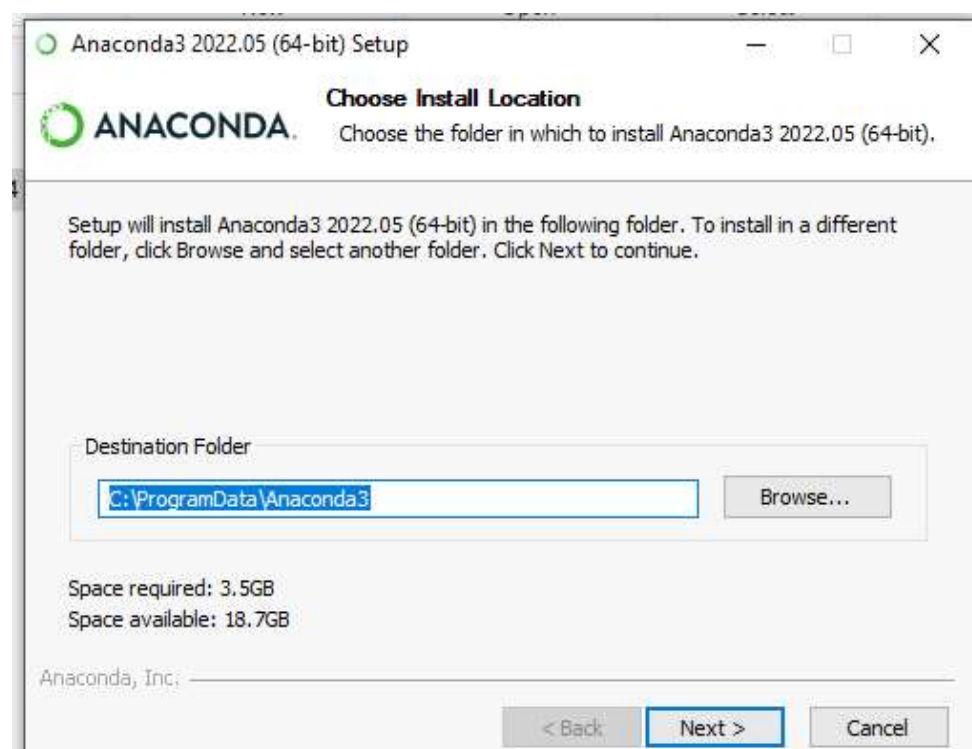 Anaconda3 2022.05 (64-bit) Setup
ANACONDA.
Choose Install Location
Choose the folder in which to install Anaconda3 2022.05 (64-bit).
Setup will install Anaconda3 2022.05 (64-bit) in the following folder. To install in a different
folder, click Browse and select another folder. Click Next to continue.
Destination Folder
C:\ProgramData\Anaconda3
Browse...
Space required: 3.5GB
Space available: 18.7GB
Anaconda, Inc.
< Back
Next >
Cancel